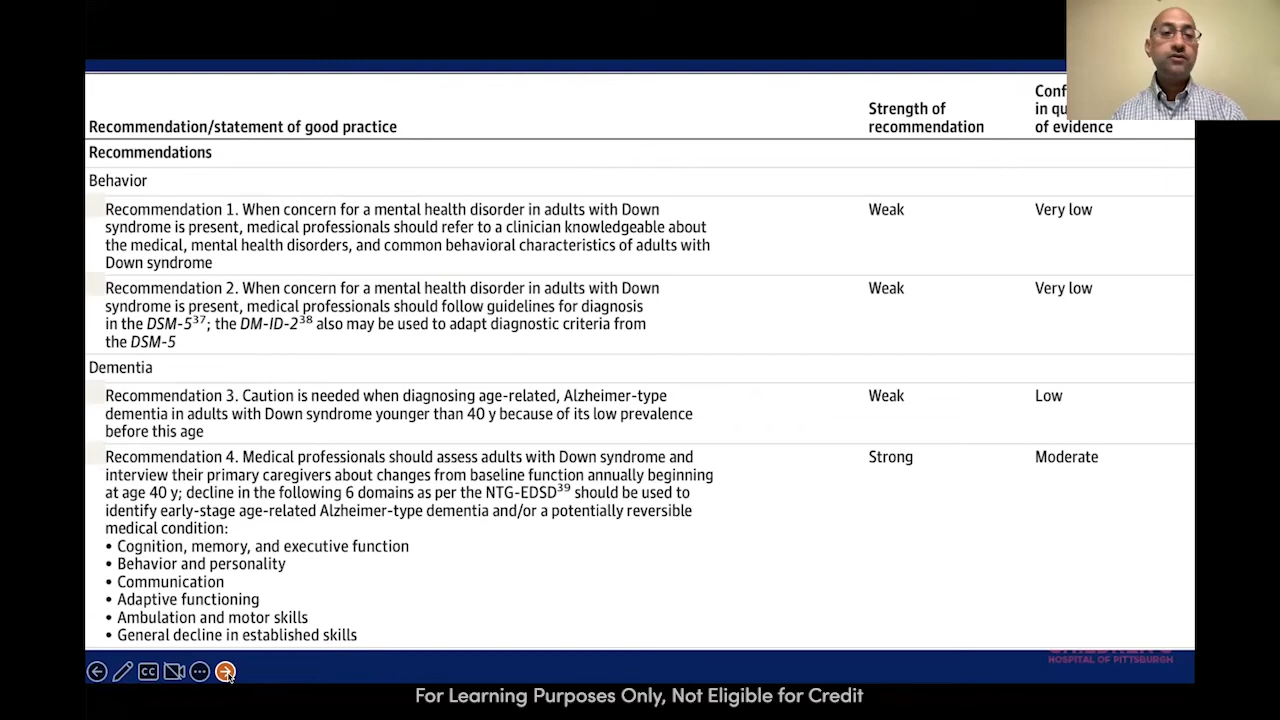 Recommendation/statement of good practice
Strength of
recommendation
in
of evidence
Recommendations
Behavior
Recommendation 1. When concern for a mental health disorder in adults with Down
syndrome is present, medical professionals should refer to a clinician knowledgeable about
the medical, mental health disorders, and common behavioral characteristics of adults with
Down syndrome
Weak
Very low
Recommendation 2. When concern for a mental health disorder in adults with Down
syndrome is present, medical professionals should follow guidelines for diagnosis
in the DSM-5³⁷; the DM-ID-2³⁸ also may be used to adapt diagnostic criteria from
the DSM-5
Weak
Very low
Dementia
Recommendation 3. Caution is needed when diagnosing age-related, Alzheimer-type
dementia in adults with Down syndrome younger than 40 y because of its low prevalence
before this age
Weak
Low
Recommendation 4. Medical professionals should assess adults with Down syndrome and
interview their primary caregivers about changes from baseline function annually beginning
at age 40 y; decline in the following 6 domains as per the NTG-EDSD³⁹ should be used to
identify early-stage age-related Alzheimer-type dementia and/or a potentially reversible
medical condition:
Strong
Moderate
• Cognition, memory, and executive function
• Behavior and personality
• Communication
• Adaptive functioning
• Ambulation and motor skills
• General decline in established skills
CC
HOSPITAL OF PITTSBURGH
For Learning Purposes Only, Not Eligible for Credit